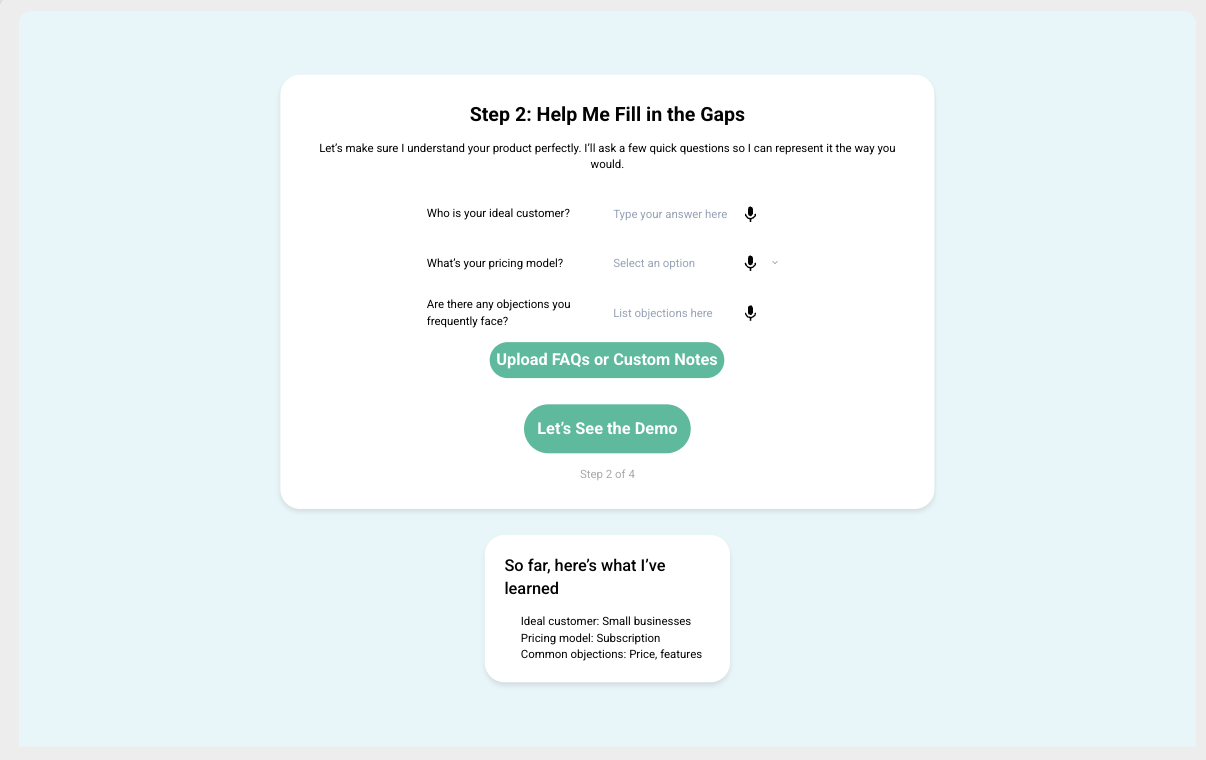 Step 2: Help Me Fill in the Gaps
Let’s make sure I understand your product perfectly. I’ll ask a few quick questions so I can represent it the way you
would.
Who is your ideal customer?
Type your answer here
What’s your pricing model?
Select an option
Are there any objections you
frequently face?
List objections here
Upload FAQs or Custom Notes
Let’s See the Demo
Step 2 of 4
So far, here’s what I’ve
learned
Ideal customer: Small businesses
Pricing model: Subscription
Common objections: Price, features